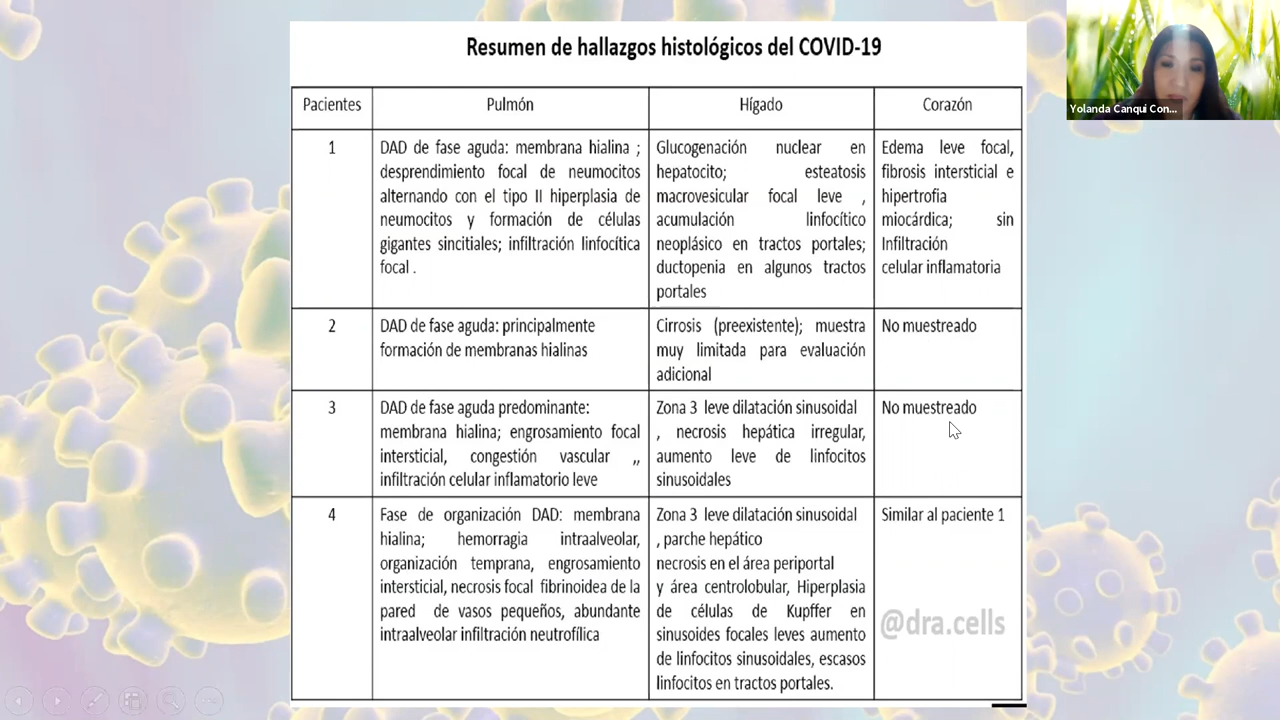 Resumen de hallazgos histológicos del COVID-19
Yolanda Canqui Con...
Pacientes
Pulmón
Hígado
Corazón
1
DAD de fase aguda: membrana hialina ;
desprendimiento focal de neumocitos
alternando con el tipo II hiperplasia de
neumocitos y formación de células
gigantes sincitiales; infiltración linfocítica
focal .
Glucogenación nuclear en
hepatocito; esteatosis
macrovesicular focal leve ,
acumulación linfocítico
neoplásico en tractos portales;
ductopenia en algunos tractos
portales
Edema leve focal,
fibrosis intersticial e
hipertrofia
miocárdica; sin
Infiltración
celular inflamatoria
2
DAD de fase aguda: principalmente
formación de membranas hialinas
Cirrosis (preexistente); muestra
muy limitada para evaluación
adicional
No muestreado
3
DAD de fase aguda predominante:
membrana hialina; engrosamiento focal
intersticial, congestión vascular ,,
infiltración celular inflamatorio leve
Zona 3 leve dilatación sinusoidal
, necrosis hepática irregular,
aumento leve de linfocitos
sinusoidales
No muestreado
4
Fase de organización DAD: membrana
hialina; hemorragia intraalveolar,
organización temprana, engrosamiento
intersticial, necrosis focal fibrinoidea de la
pared de vasos pequeños, abundante
intraalveolar infiltración neutrofílica
Zona 3 leve dilatación sinusoidal
, parche hepático
necrosis en el área periportal
y área centrolobular, Hiperplasia
de células de Kupffer en
sinusoides focales leves aumento
de linfocitos sinusoidales, escasos
linfocitos en tractos portales.
Similar al paciente 1
@dra.cells